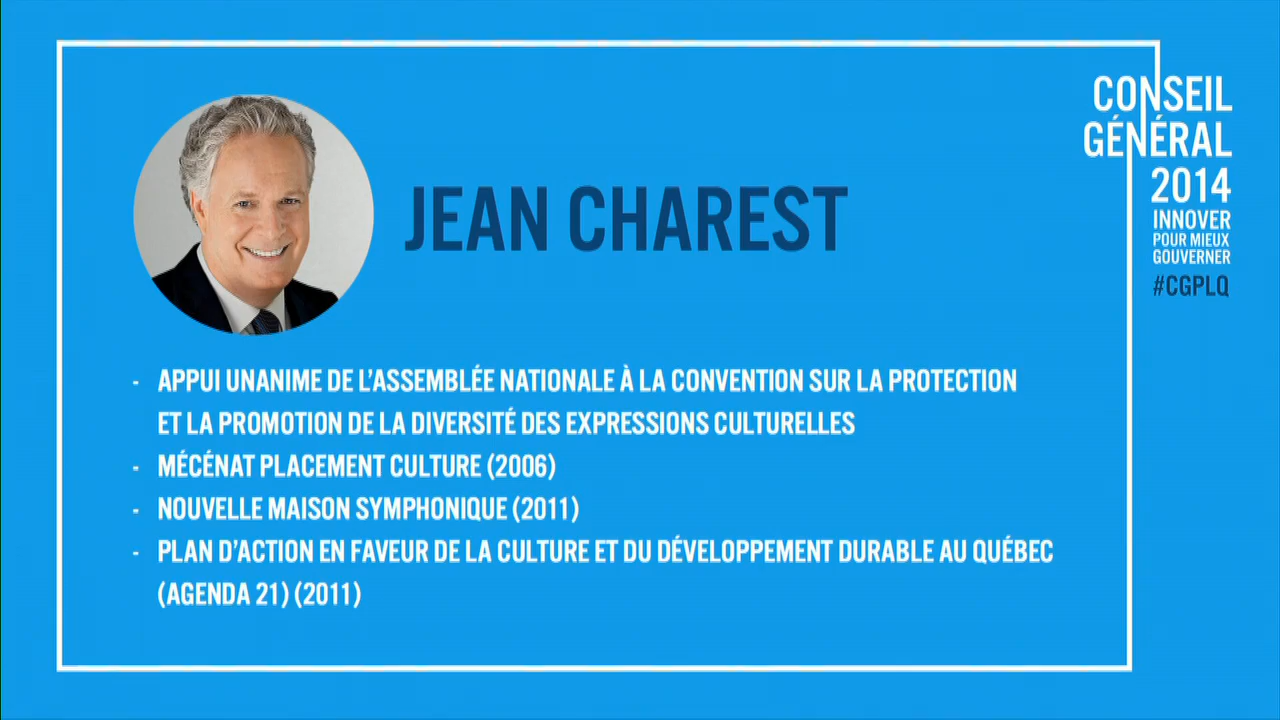 CONSEIL
GÉNÉRAL
2014
INNOVER
POUR MIEUX
GOUVERNER
#CGPLQ
JEAN CHAREST
- APPUI UNANIME DE L'ASSEMBLÉE NATIONALE À LA CONVENTION SUR LA PROTECTION
ET LA PROMOTION DE LA DIVERSITÉ DES EXPRESSIONS CULTURELLES
- MÉCÉNAT PLACEMENT CULTURE (2006)
- NOUVELLE MAISON SYMPHONIQUE (2011)
- PLAN D'ACTION EN FAVEUR DE LA CULTURE ET DU DÉVELOPPEMENT DURABLE AU QUÉBEC
(AGENDA 21) (2011)